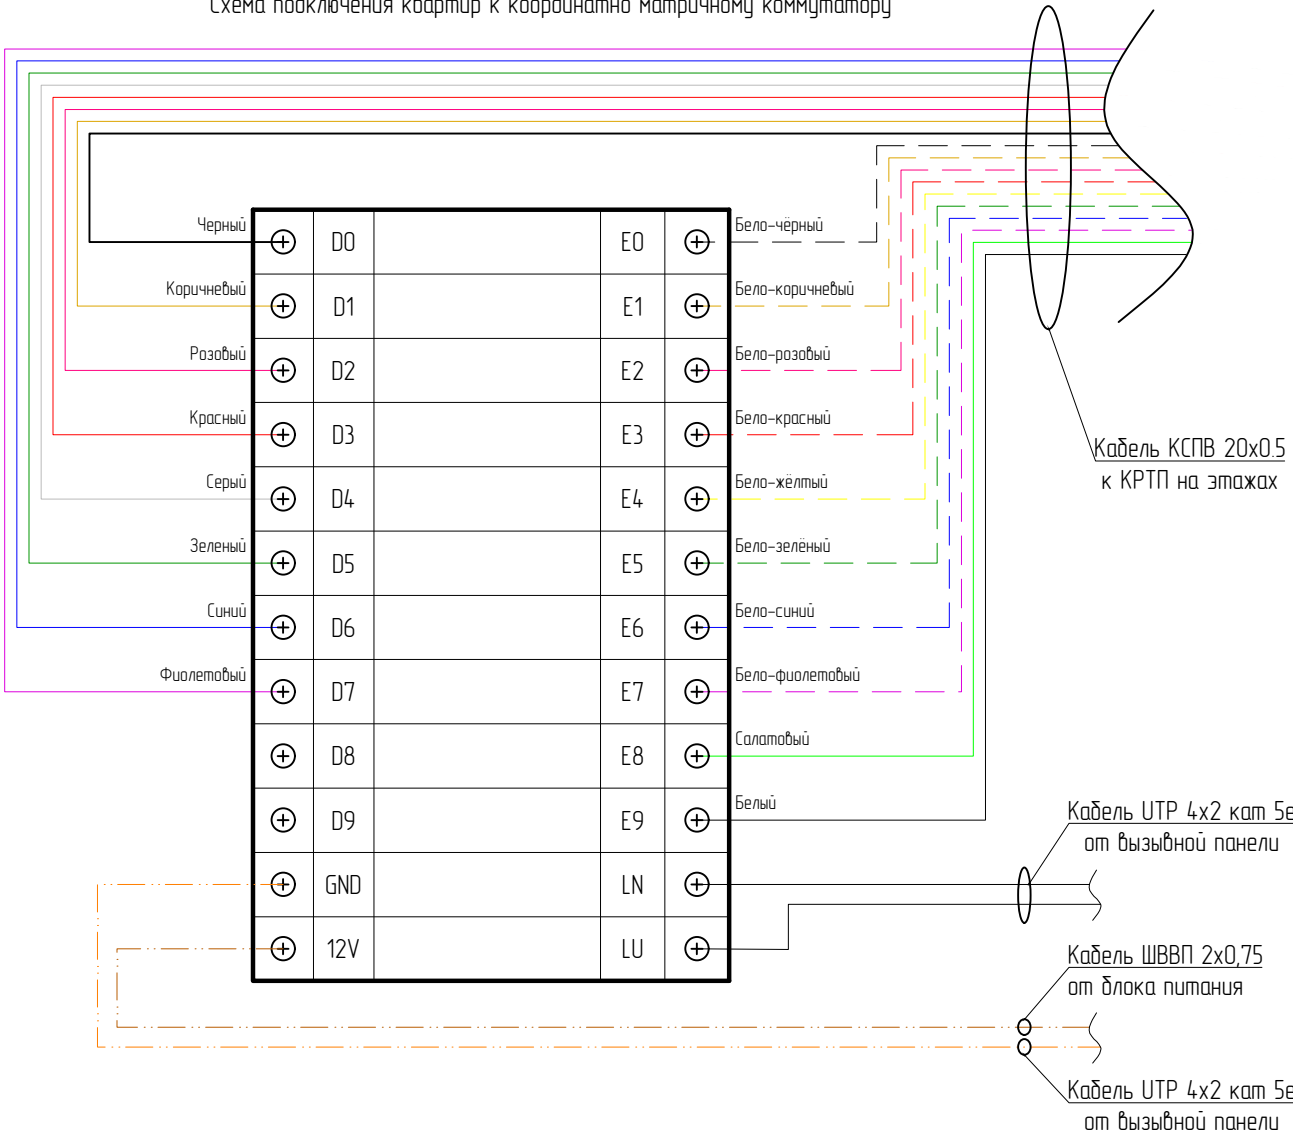 Схема подключения квартир к координатно матричному коммутатору
Черный D0 E0 Бело-чёрный
Коричневый D1 E1 Бело-коричневый
Розовый D2 E2 Бело-розовый
Красный D3 E3 Бело-красный
Серый D4 E4 Бело-жёлтый
Зеленый D5 E5 Бело-зелёный
Синий D6 E6 Бело-синий
Фиолетовый D7 E7 Бело-фиолетовый
D8 E8 Салатовый
D9 E9 Белый
GND LN
12V LU
Кабель КСПВ 20х0.5
к КРТП на этажах
Кабель UTP 4х2 кат 5е
от вызывной панели
Кабель ШВВП 2х0,75
от блока питания
Кабель UTP 4х2 кат 5е
от вызывной панели